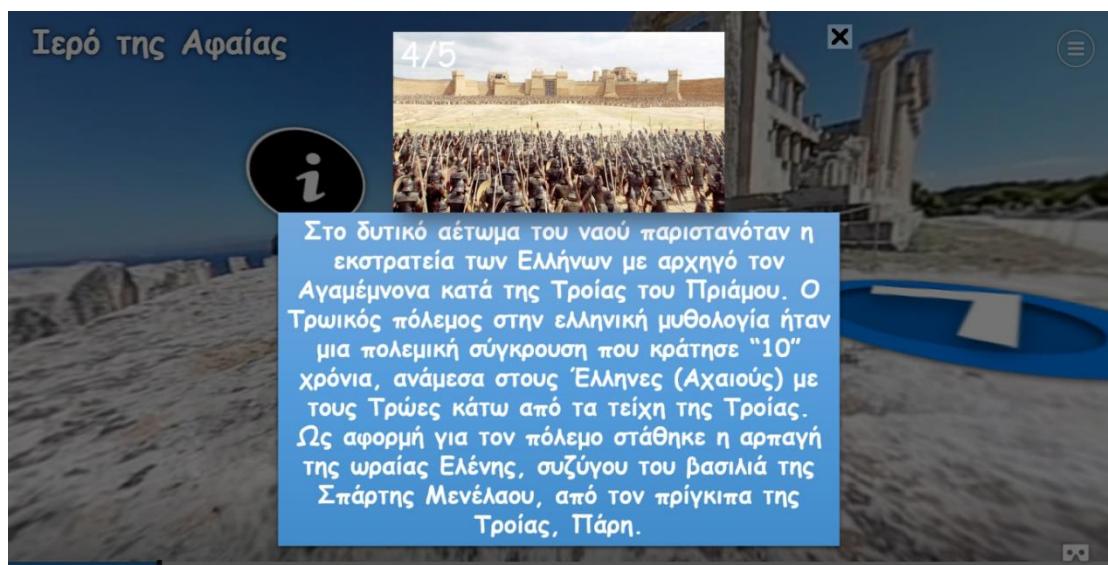 Ιερό της Αφαίας
4/5
Στο δυτικό αέτωμα του ναού παριστανόταν η
εκστρατεία των Ελλήνων με αρχηγό τον
Αγαμέμνονα κατά της Τροίας του Πριάμου. Ο
Τρωικός πόλεμος στην ελληνική μυθολογία ήταν
μια πολεμική σύγκρουση που κράτησε “10”
χρόνια, ανάμεσα στους Έλληνες (Αχαιούς) με
τους Τρώες κάτω από τα τείχη της Τροίας.
Ως αφορμή για τον πόλεμο στάθηκε η αρπαγή
της ωραίας Ελένης, συζύγου του βασιλιά της
Σπάρτης Μενέλαου, από τον πρίγκιπα της
Τροίας, Πάρη.